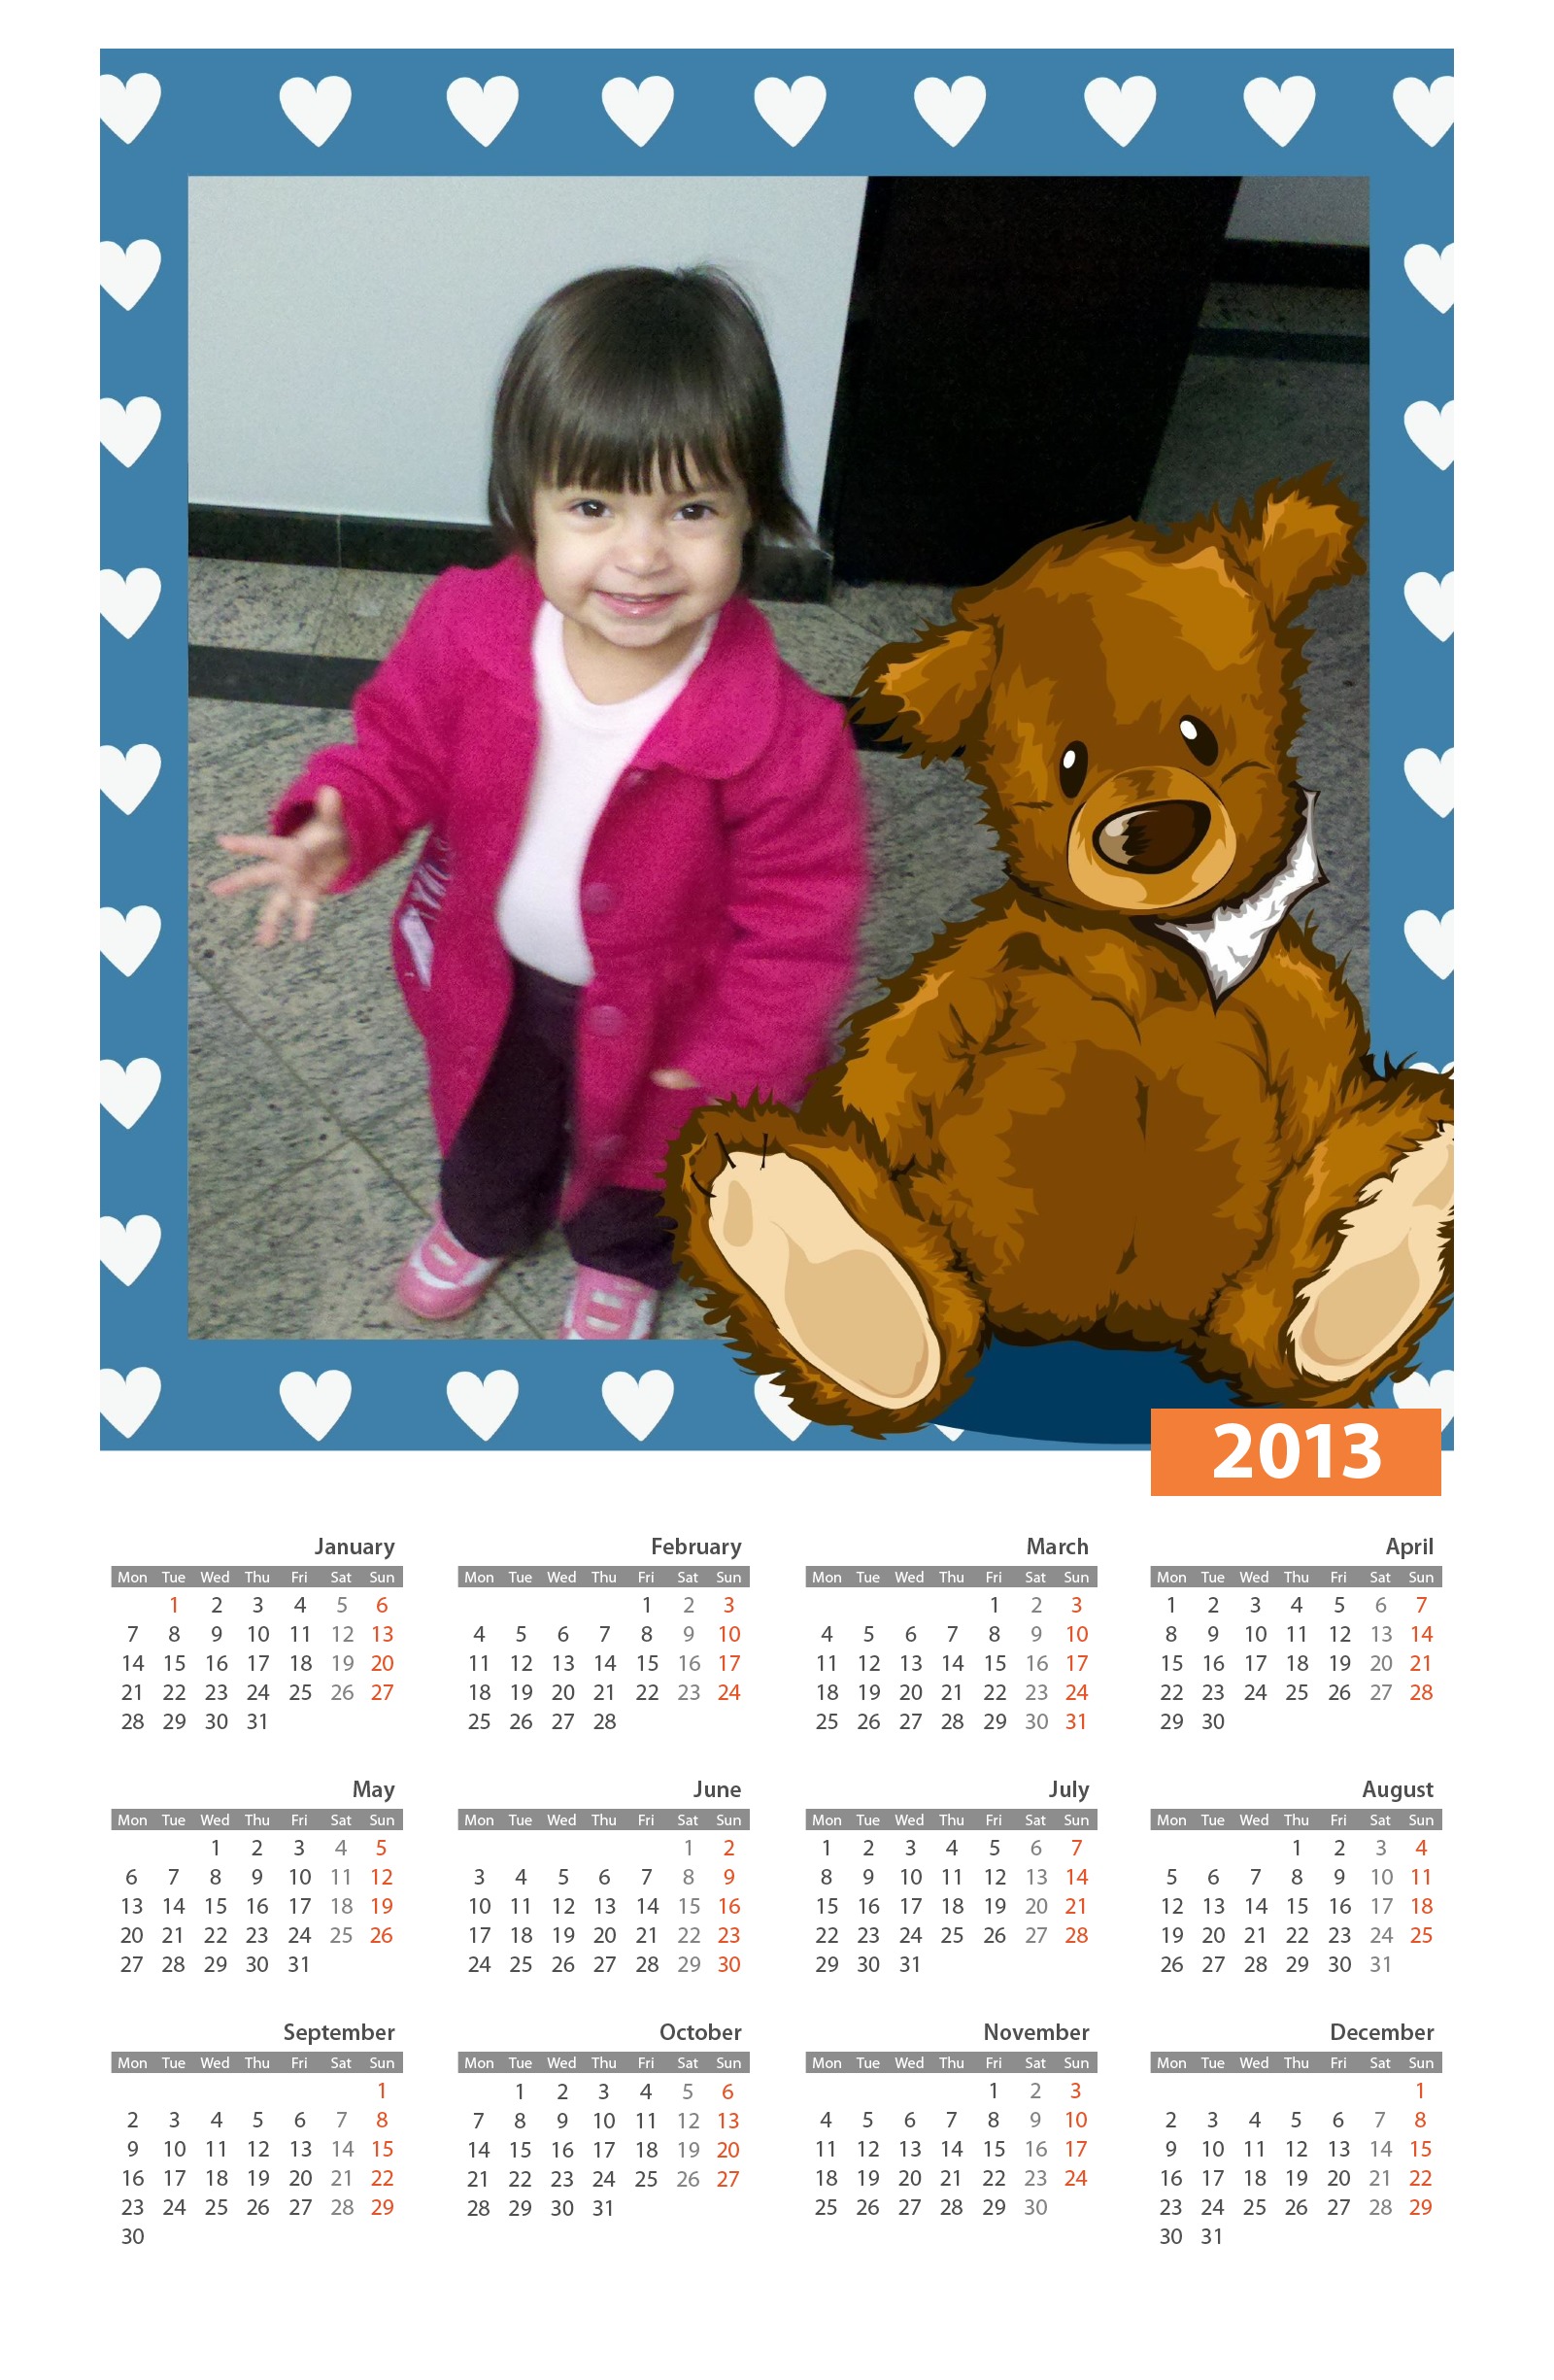 2013
January February March April
Mon Tue Wed Thu Fri Sat Sun Mon Tue Wed Thu Fri Sat Sun Mon Tue Wed Thu Fri Sat Sun Mon Tue Wed Thu Fri Sat Sun
1 2 3 4 5 6 1 2 3 1 2 3 1 2 3 4 5 6 7
7 8 9 10 11 12 13 4 5 6 7 8 9 10 4 5 6 7 8 9 10 8 9 10 11 12 13 14
14 15 16 17 18 19 20 11 12 13 14 15 16 17 11 12 13 14 15 16 17 15 16 17 18 19 20 21
21 22 23 24 25 26 27 18 19 20 21 22 23 24 18 19 20 21 22 23 24 22 23 24 25 26 27 28
28 29 30 31 25 26 27 28 25 26 27 28 29 30 31 29 30
May June July August
Mon Tue Wed Thu Fri Sat Sun Mon Tue Wed Thu Fri Sat Sun Mon Tue Wed Thu Fri Sat Sun Mon Tue Wed Thu Fri Sat Sun
1 2 3 4 5 1 2 1 2 3 4 5 6 7 1 2 3 4
6 7 8 9 10 11 12 3 4 5 6 7 8 9 8 9 10 11 12 13 14 5 6 7 8 9 10 11
13 14 15 16 17 18 19 10 11 12 13 14 15 16 15 16 17 18 19 20 21 12 13 14 15 16 17 18
20 21 22 23 24 25 26 17 18 19 20 21 22 23 22 23 24 25 26 27 28 19 20 21 22 23 24 25
27 28 29 30 31 24 25 26 27 28 29 30 29 30 31 26 27 28 29 30 31
September October November December
Mon Tue Wed Thu Fri Sat Sun Mon Tue Wed Thu Fri Sat Sun Mon Tue Wed Thu Fri Sat Sun Mon Tue Wed Thu Fri Sat Sun
1 1 2 3 4 5 6 1 2 3 1
2 3 4 5 6 7 8 7 8 9 10 11 12 13 4 5 6 7 8 9 10 2 3 4 5 6 7 8
9 10 11 12 13 14 15 14 15 16 17 18 19 20 11 12 13 14 15 16 17 9 10 11 12 13 14 15
16 17 18 19 20 21 22 21 22 23 24 25 26 27 18 19 20 21 22 23 24 16 17 18 19 20 21 22
23 24 25 26 27 28 29 28 29 30 31 25 26 27 28 29 30 23 24 25 26 27 28 29
30 30 31